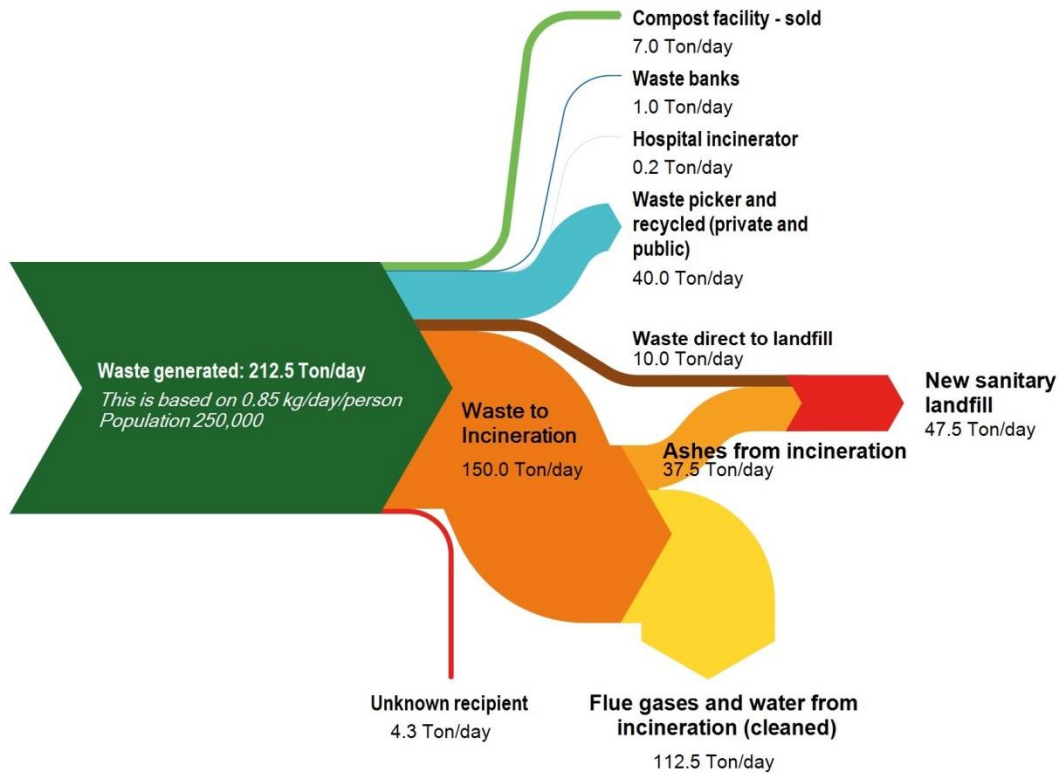 Compost facility - sold
7.0 Ton/day
Waste banks
1.0 Ton/day
Hospital incinerator
0.2 Ton/day
Waste picker and
recycled (private and
public)
40.0 Ton/day
Waste direct to landfill
10.0 Ton/day
New sanitary
landfill
47.5 Ton/day
Waste generated: 212.5 Ton/day
This is based on 0.85 kg/day/person
Population 250,000
Waste to
Incineration
150.0 Ton/day
Ashes from incineration
37.5 Ton/day
Unknown recipient
4.3 Ton/day
Flue gases and water from
incineration (cleaned)
112.5 Ton/day